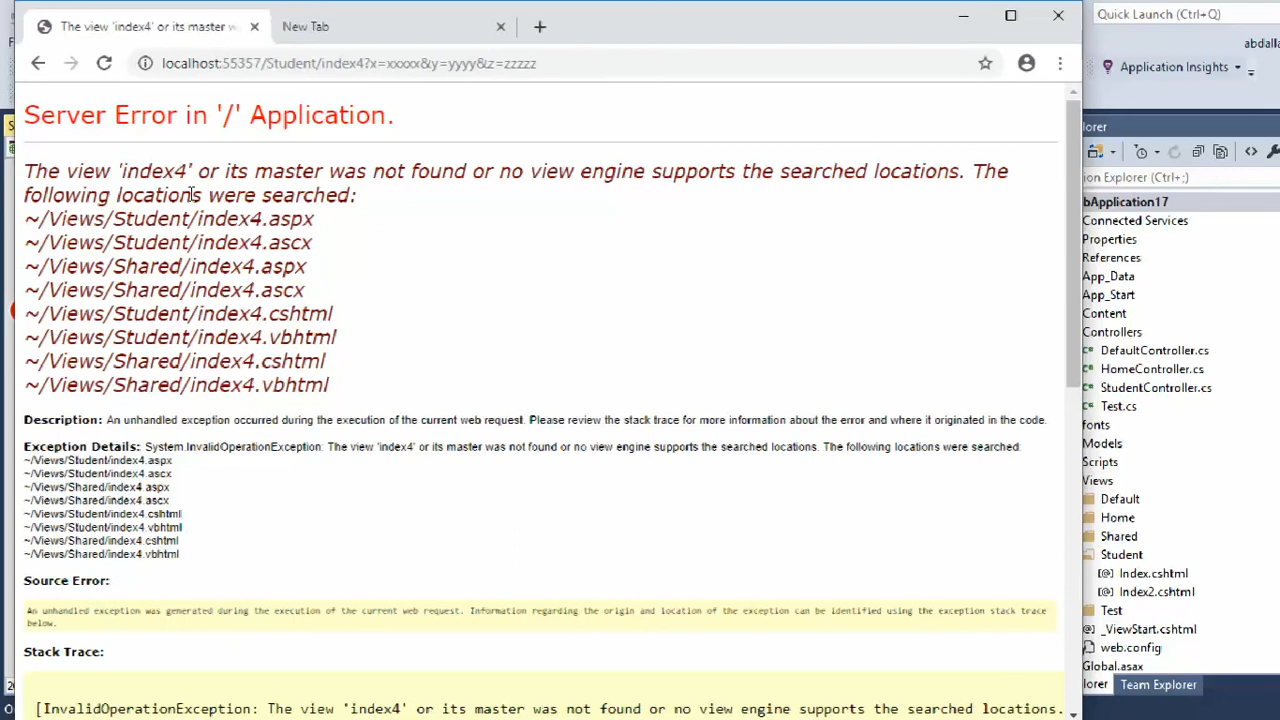 The view 'index4' or its master w
New Tab
Quick Launch (Ctrl+Q)
abdalla
localhost:55357/Student/index4?x=xxxxx&y=yyyy&z=zzzzz
Application Insights
Server Error in '/' Application.
The view 'index4' or its master was not found or no view engine supports the searched locations. The
following locations were searched:
~/Views/Student/index4.aspx
~/Views/Student/index4.ascx
~/Views/Shared/index4.aspx
~/Views/Shared/index4.ascx
~/Views/Student/index4.cshtml
~/Views/Student/index4.vbhtml
~/Views/Shared/index4.cshtml
~/Views/Shared/index4.vbhtml
Description: An unhandled exception occurred during the execution of the current web request. Please review the stack trace for more information about the error and where it originated in the code.
Exception Details: System.InvalidOperationException: The view 'index4' or its master was not found or no view engine supports the searched locations. The following locations were searched:
~/Views/Student/index4.aspx
~/Views/Student/index4.ascx
~/Views/Shared/index4.aspx
~/Views/Shared/index4.ascx
~/Views/Student/index4.cshtml
~/Views/Student/index4.vbhtml
~/Views/Shared/index4.cshtml
~/Views/Shared/index4.vbhtml
Source Error:
An unhandled exception was generated during the execution of the current web request. Information regarding the origin and location of the exception can be identified using the exception stack trace
below.
Stack Trace:
[InvalidOperationException: The view 'index4' or its master was not found or no view engine supports the searched locations.
orer
Explorer (Ctrl+;)
bApplication17
Connected Services
Properties
References
App_Data
App_Start
Content
Controllers
DefaultController.cs
HomeController.cs
StudentController.cs
Test.cs
fonts
Models
Scripts
Views
Default
Home
Shared
Student
Index.cshtml
Index2.cshtml
Test
_ViewStart.cshtml
web.config
Global.asax
orer
Team Explorer